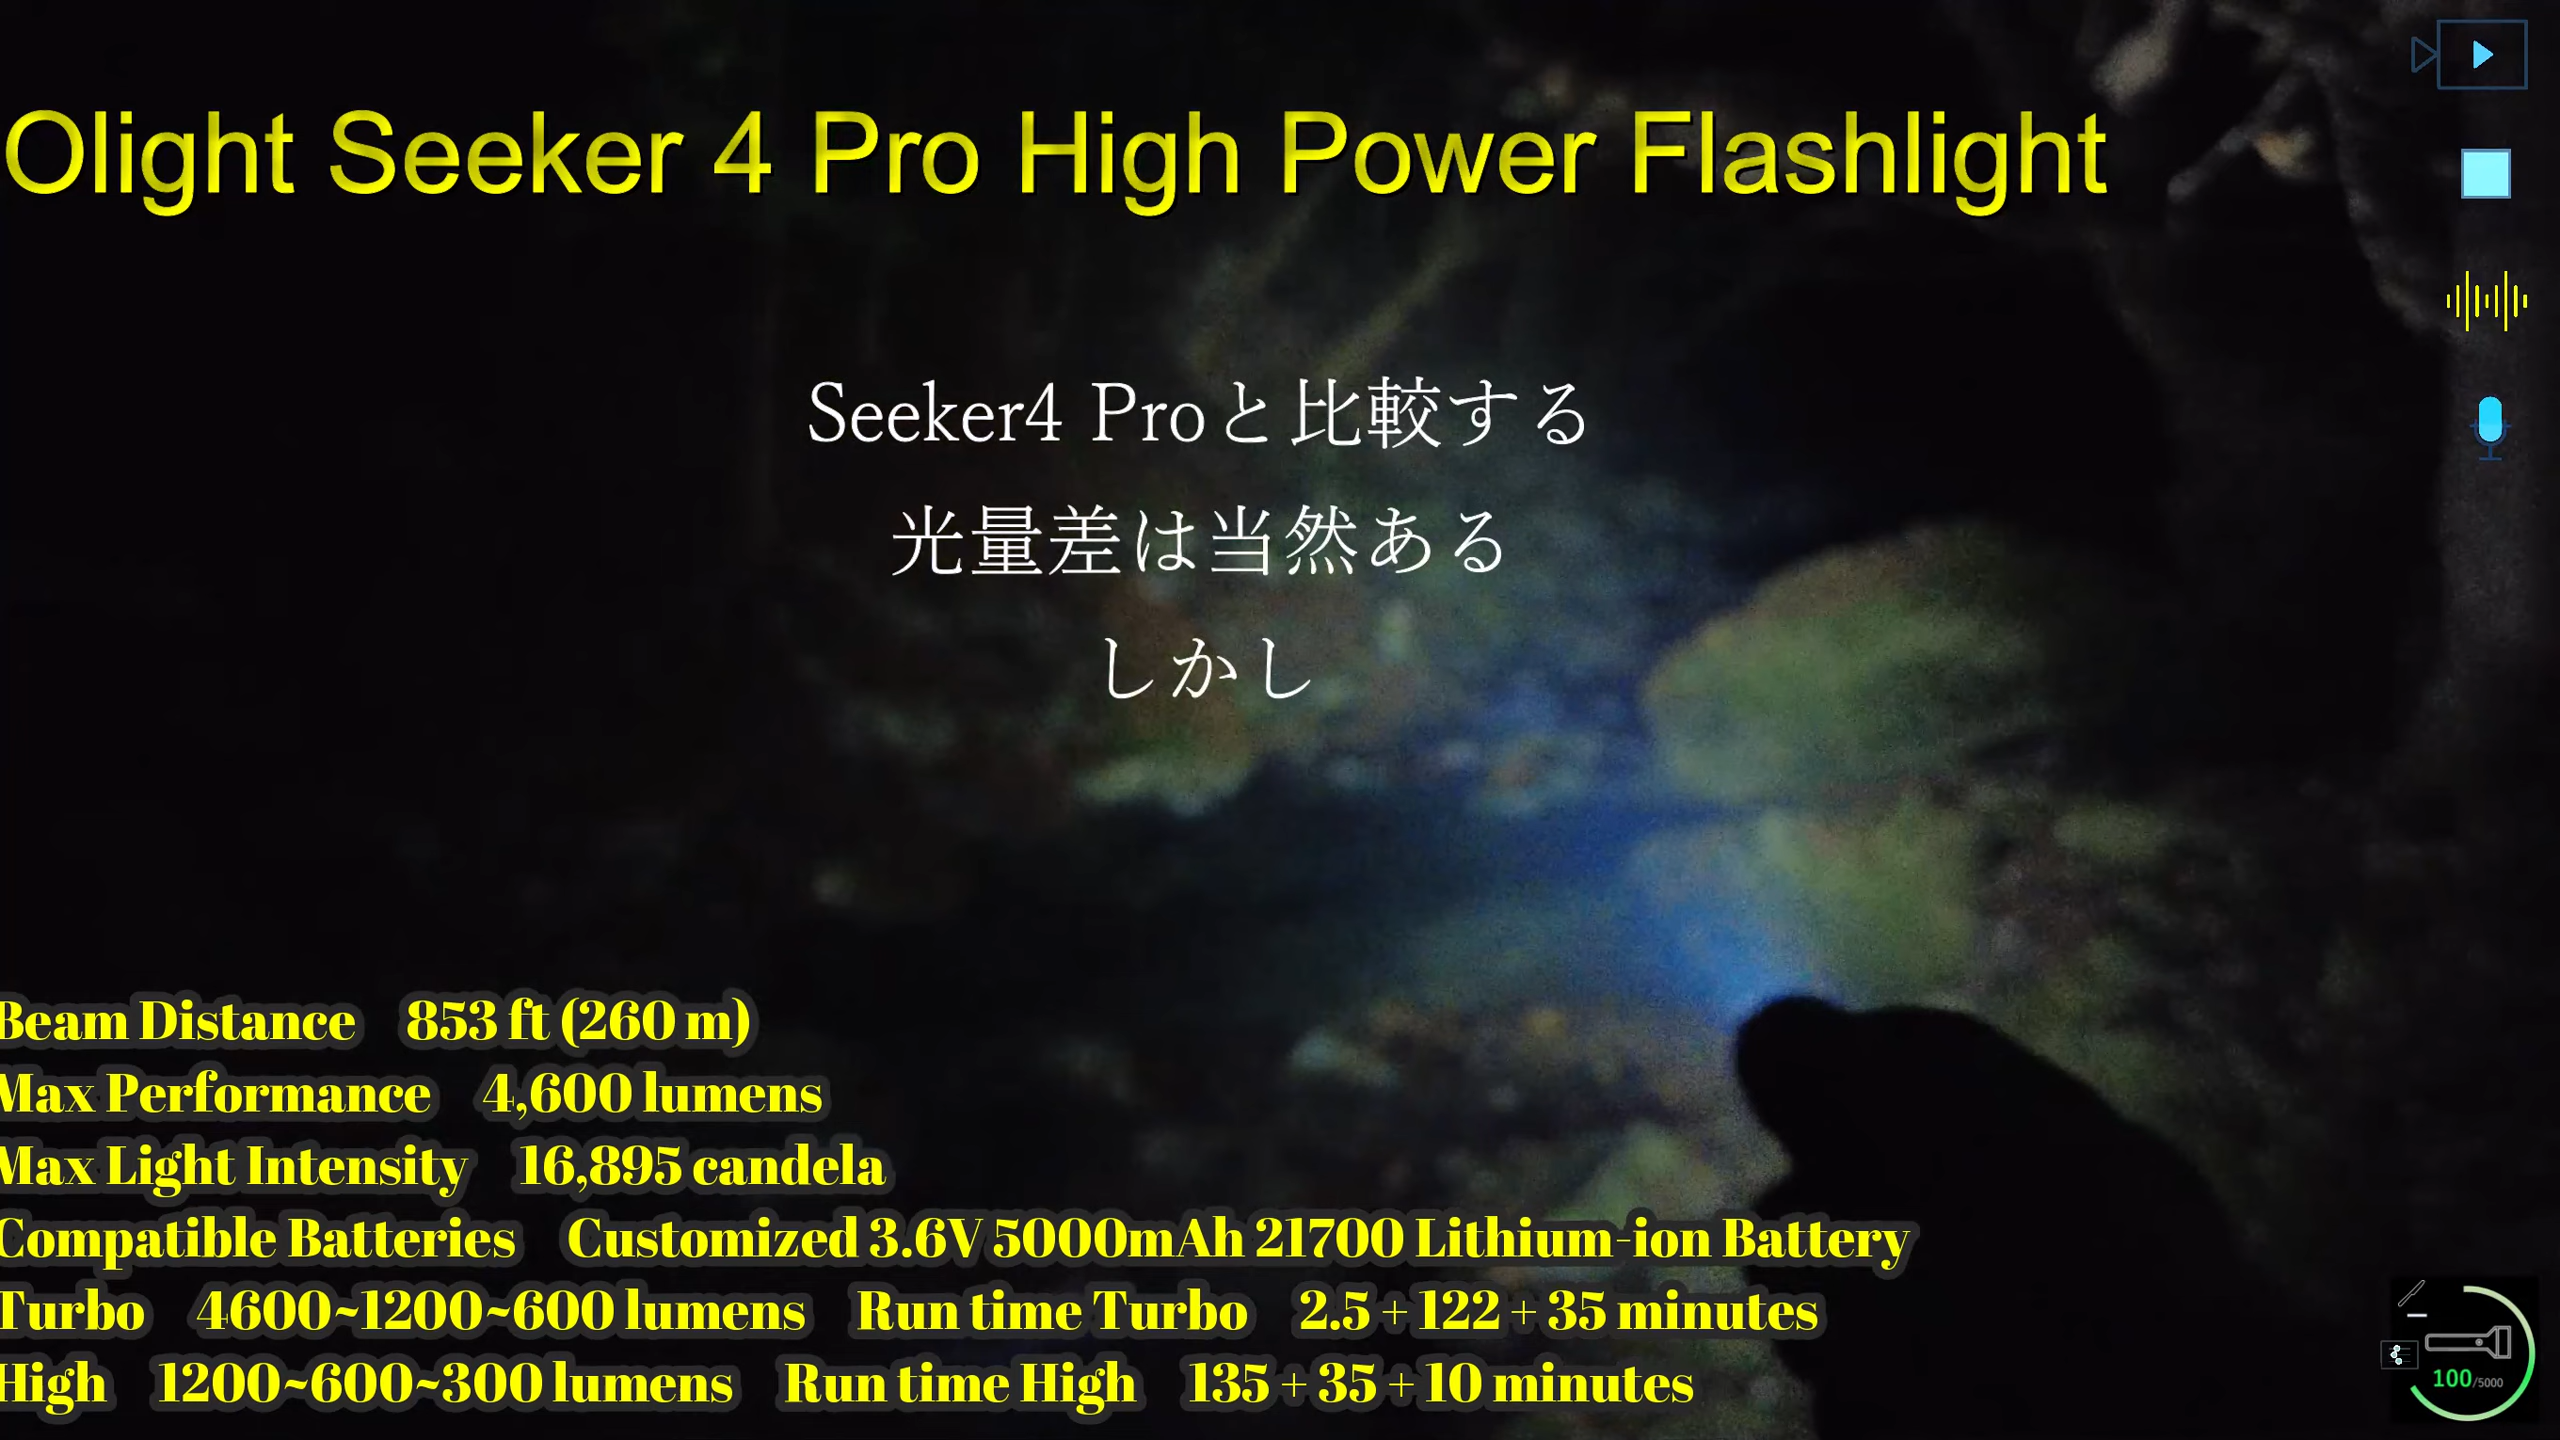 Olight Seeker 4 Pro High Power Flashlight
Seeker4 Proと比較する
光量差は当然ある
しかし
Beam Distance 853 ft (260 m)
Max Performance 4,600 lumens
Max Light Intensity 16,895 candela
Compatible Batteries Customized 3.6V 5000mAh 21700 Lithium-ion Battery
Turbo 4600~1200~600 lumens Run time Turbo 2.5 + 122 + 35 minutes
High 1200~600~300 lumens Run time High 135 + 35 + 10 minutes
100/5000